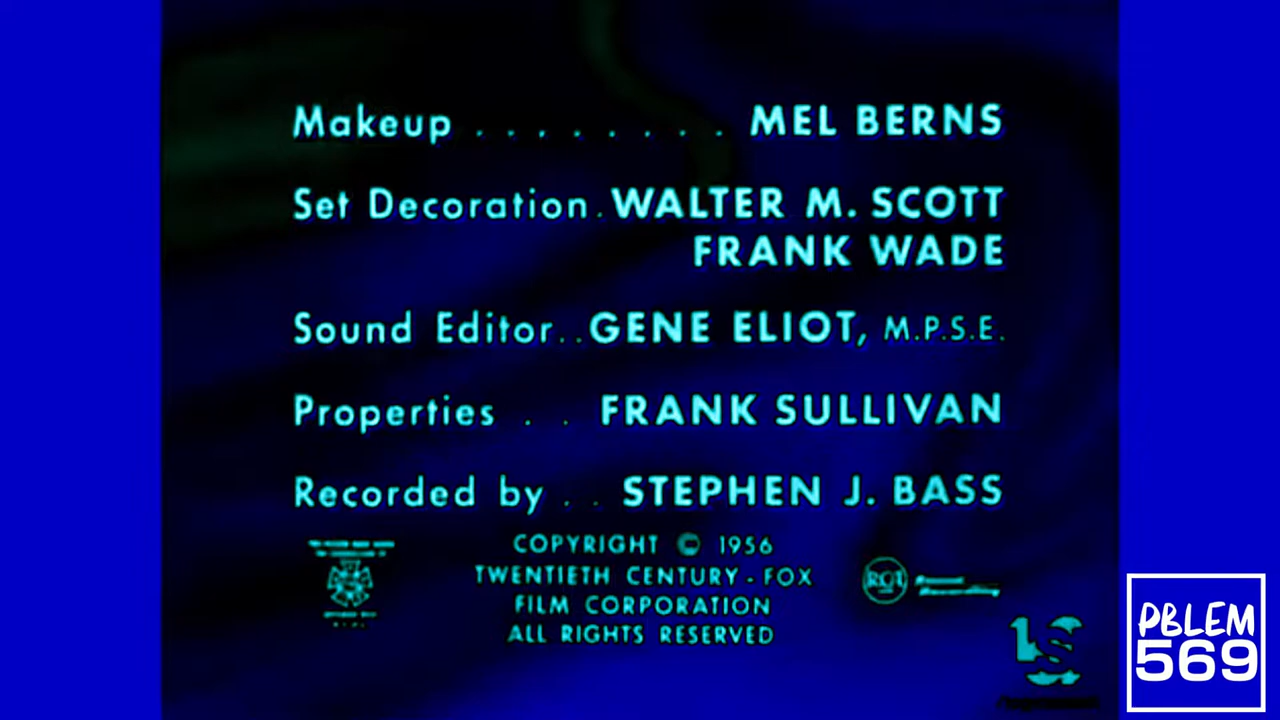 Makeup . . . . . . . . MEL BERNS
Set Decoration . WALTER M. SCOTT
FRANK WADE
Sound Editor . . GENE ELIOT, M.P.S.E.
Properties . . FRANK SULLIVAN
Recorded by . . STEPHEN J. BASS
COPYRIGHT © 1956
TWENTIETH CENTURY-FOX
FILM CORPORATION
ALL RIGHTS RESERVED
RCA
PBLEM
569